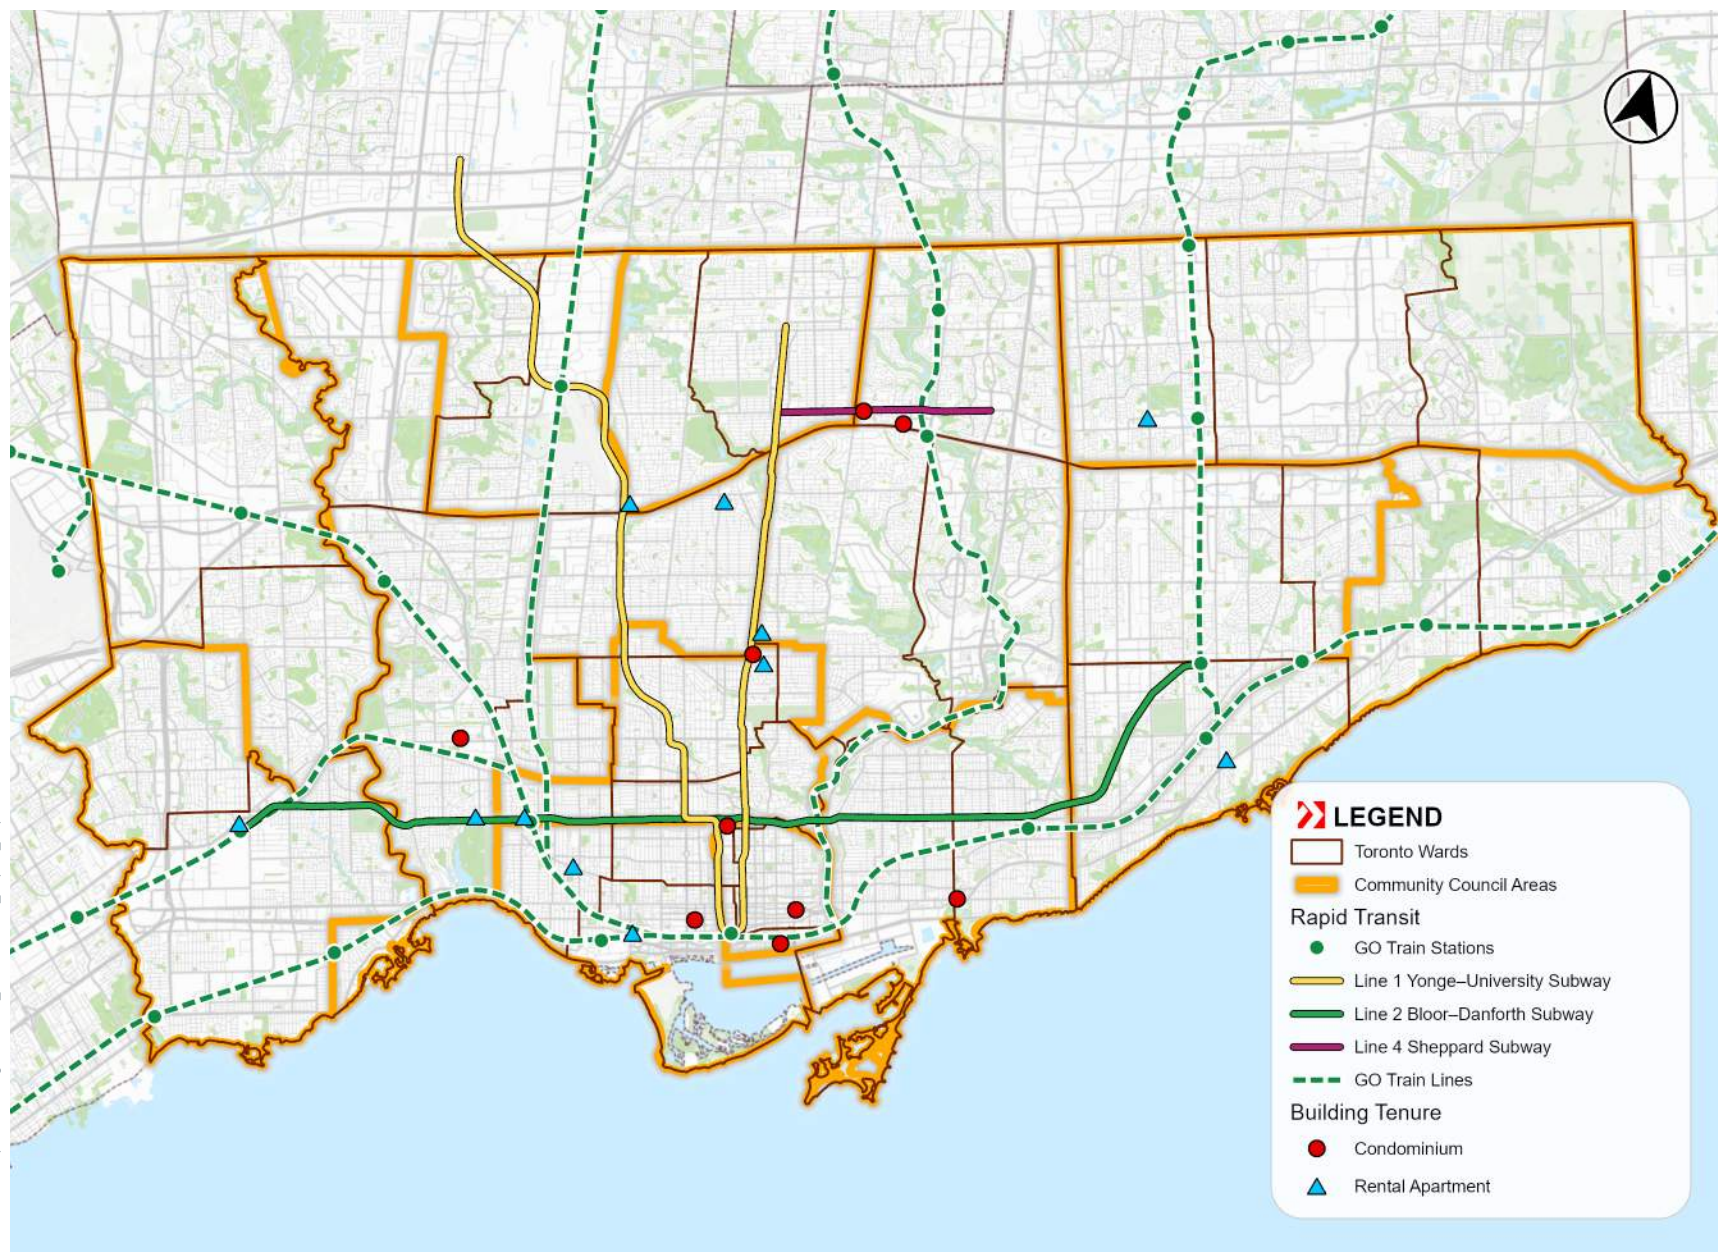 LEGEND
Toronto Wards
Community Council Areas
Rapid Transit
GO Train Stations
Line 1 Yonge–University Subway
Line 2 Bloor–Danforth Subway
Line 4 Sheppard Subway
GO Train Lines
Building Tenure
Condominium
Rental Apartment